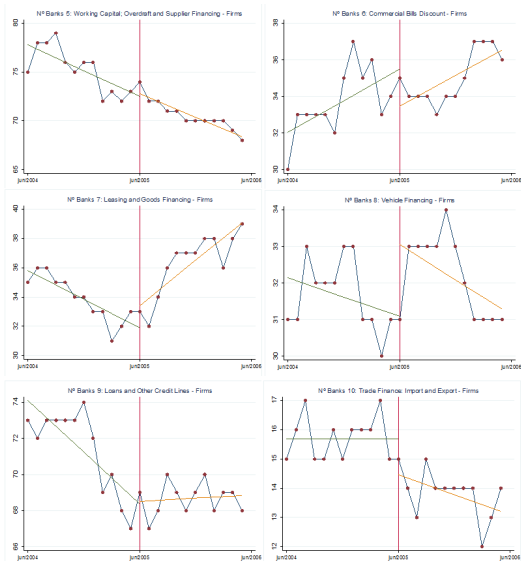 Nº Banks 5: Working Capital; Overdraft and Supplier Financing - Firms
80
75
70
65
jun2004
jun2005
jun2006
Nº Banks 6: Commercial Bills Discount - Firms
38
36
34
32
30
jun2004
jun2005
jun2006
Nº Banks 7: Leasing and Goods Financing - Firms
40
38
36
34
32
30
jun2004
jun2005
jun2006
Nº Banks 8: Vehicle Financing - Firms
34
33
32
31
30
jun2004
jun2005
jun2006
Nº Banks 9: Loans and Other Credit Lines - Firms
74
72
70
68
66
jun2004
jun2005
jun2006
Nº Banks 10: Trade Finance: Import and Export - Firms
17
16
15
14
13
12
jun2004
jun2005
jun2006